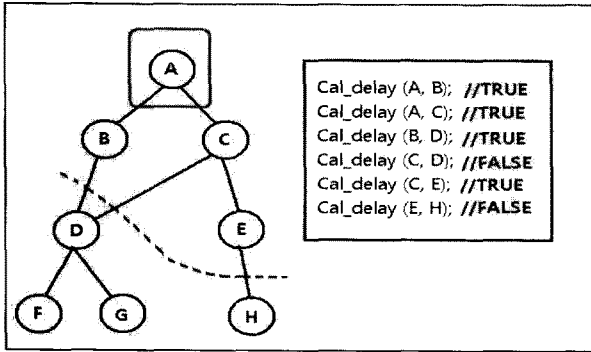 A
B
C
D
E
F
G
H
Cal_delay (A, B); //TRUE
Cal_delay (A, C); //TRUE
Cal_delay (B, D); //TRUE
Cal_delay (C, D); //FALSE
Cal_delay (C, E); //TRUE
Cal_delay (E, H); //FALSE